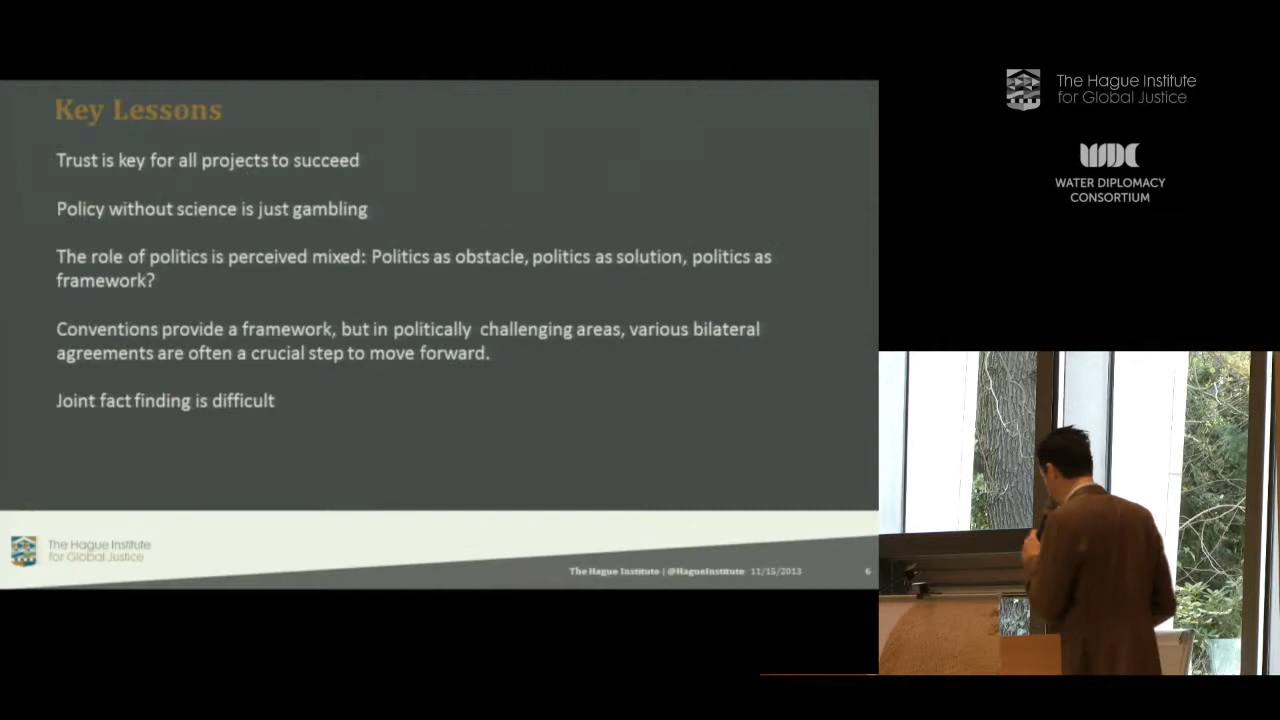 Key Lessons
Trust is key for all projects to succeed
Policy without science is just gambling
The role of politics is perceived mixed: Politics as obstacle, politics as solution, politics as
framework?
Conventions provide a framework, but in politically challenging areas, various bilateral
agreements are often a crucial step to move forward.
Joint fact finding is difficult
The Hague Institute
for Global Justice
The Hague Institute | @HagueInstitute 11/15/2013 6
The Hague Institute
for Global Justice
WDC
WATER DIPLOMACY
CONSORTIUM